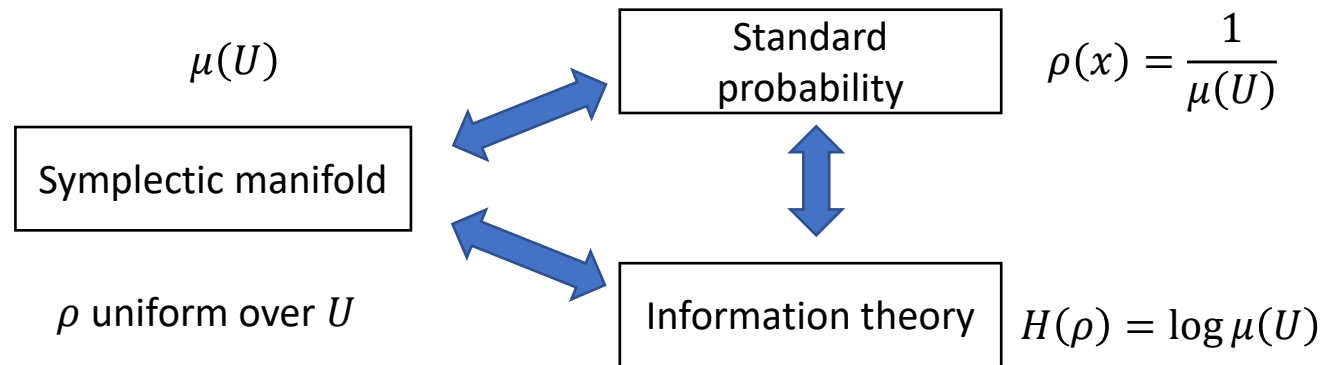 μ(U)
Symplectic manifold
ρ uniform over U
Standard
probability
ρ(x) = 1/μ(U)
Information theory
H(ρ) = log μ(U)